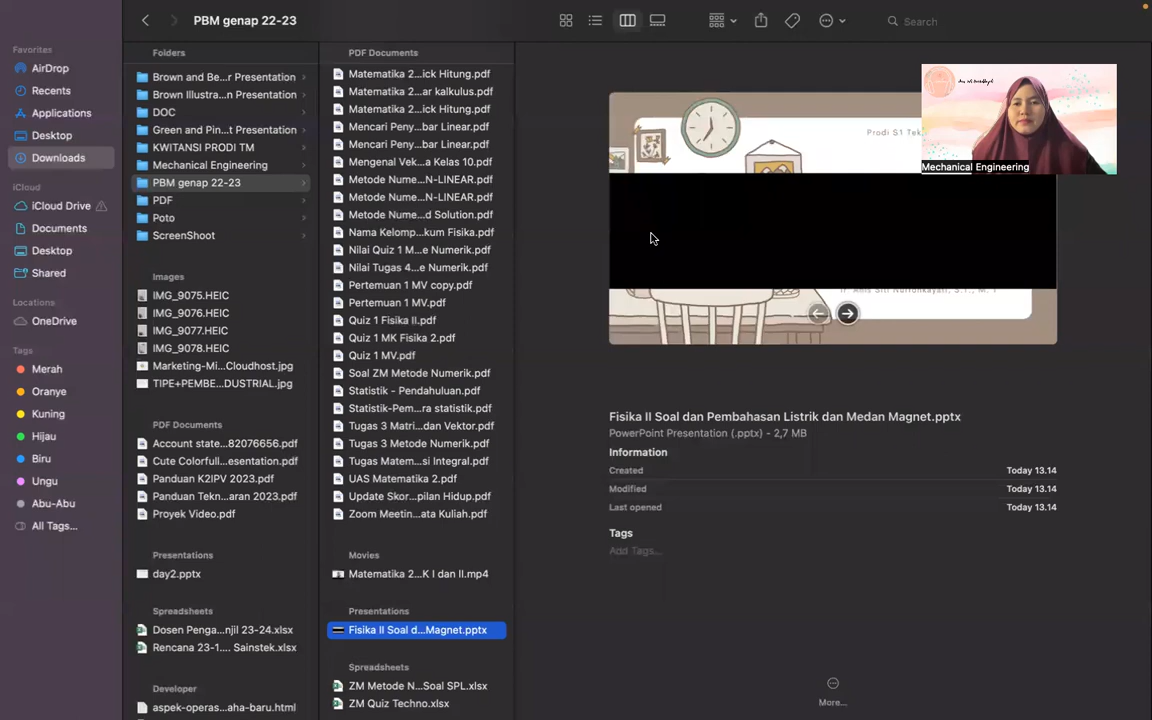 PBM genap 22-23
Search
Favorites
AirDrop
Recents
Applications
Desktop
Downloads
iCloud
iCloud Drive
Documents
Desktop
Shared
Locations
OneDrive
Tags
Merah
Oranye
Kuning
Hijau
Biru
Ungu
Abu-Abu
All Tags...
Folders
Brown and Be...r Presentation
Brown Illustra...n Presentation
DOC
Green and Pin...t Presentation
KWITANSI PRODI TM
Mechanical Engineering
PBM genap 22-23
PDF
Poto
ScreenShoot
Images
IMG_9075.HEIC
IMG_9076.HEIC
IMG_9077.HEIC
IMG_9078.HEIC
Marketing-Mi...Cloudhost.jpg
TIPE+PEMBE...DUSTRIAL.jpg
PDF Documents
Account state...82076656.pdf
Cute Colorfull...esentation.pdf
Panduan K2IPV 2023.pdf
Panduan Tekn...aran 2023.pdf
Proyek Video.pdf
Presentations
day2.pptx
Spreadsheets
Dosen Penga...njil 23-24.xlsx
Rencana 23-1.... Sainstek.xlsx
Developer
aspek-operas...aha-baru.html
PDF Documents
Matematika 2...ick Hitung.pdf
Matematika 2...ar kalkulus.pdf
Matematika 2...ick Hitung.pdf
Mencari Peny...bar Linear.pdf
Mencari Peny...bar Linear.pdf
Mengenal Vek...a Kelas 10.pdf
Metode Nume...N-LINEAR.pdf
Metode Nume...N-LINEAR.pdf
Metode Nume...d Solution.pdf
Nama Kelomp...kum Fisika.pdf
Nilai Quiz 1 M...e Numerik.pdf
Nilai Tugas 4...e Numerik.pdf
Pertemuan 1 MV copy.pdf
Pertemuan 1 MV.pdf
Quiz 1 Fisika II.pdf
Quiz 1 MK Fisika 2.pdf
Quiz 1 MV.pdf
Soal ZM Metode Numerik.pdf
Statistik - Pendahuluan.pdf
Statistik-Pem...ra statistik.pdf
Tugas 3 Matri...dan Vektor.pdf
Tugas 3 Metode Numerik.pdf
Tugas Matem...si Integral.pdf
UAS Matematika 2.pdf
Update Skor...pilan Hidup.pdf
Zoom Meetin...ata Kuliah.pdf
Movies
Matematika 2...K I dan II.mp4
Presentations
Fisika II Soal d...Magnet.pptx
Spreadsheets
ZM Metode N...Soal SPL.xlsx
ZM Quiz Techno.xlsx
Prodi S1 Tek
Mechanical Engineering
Fisika II Soal dan Pembahasan Listrik dan Medan Magnet.pptx
PowerPoint Presentation (.pptx) - 2,7 MB
Information
Created Today 13.14
Modified Today 13.14
Last opened Today 13.14
Tags
Add Tags...
More...